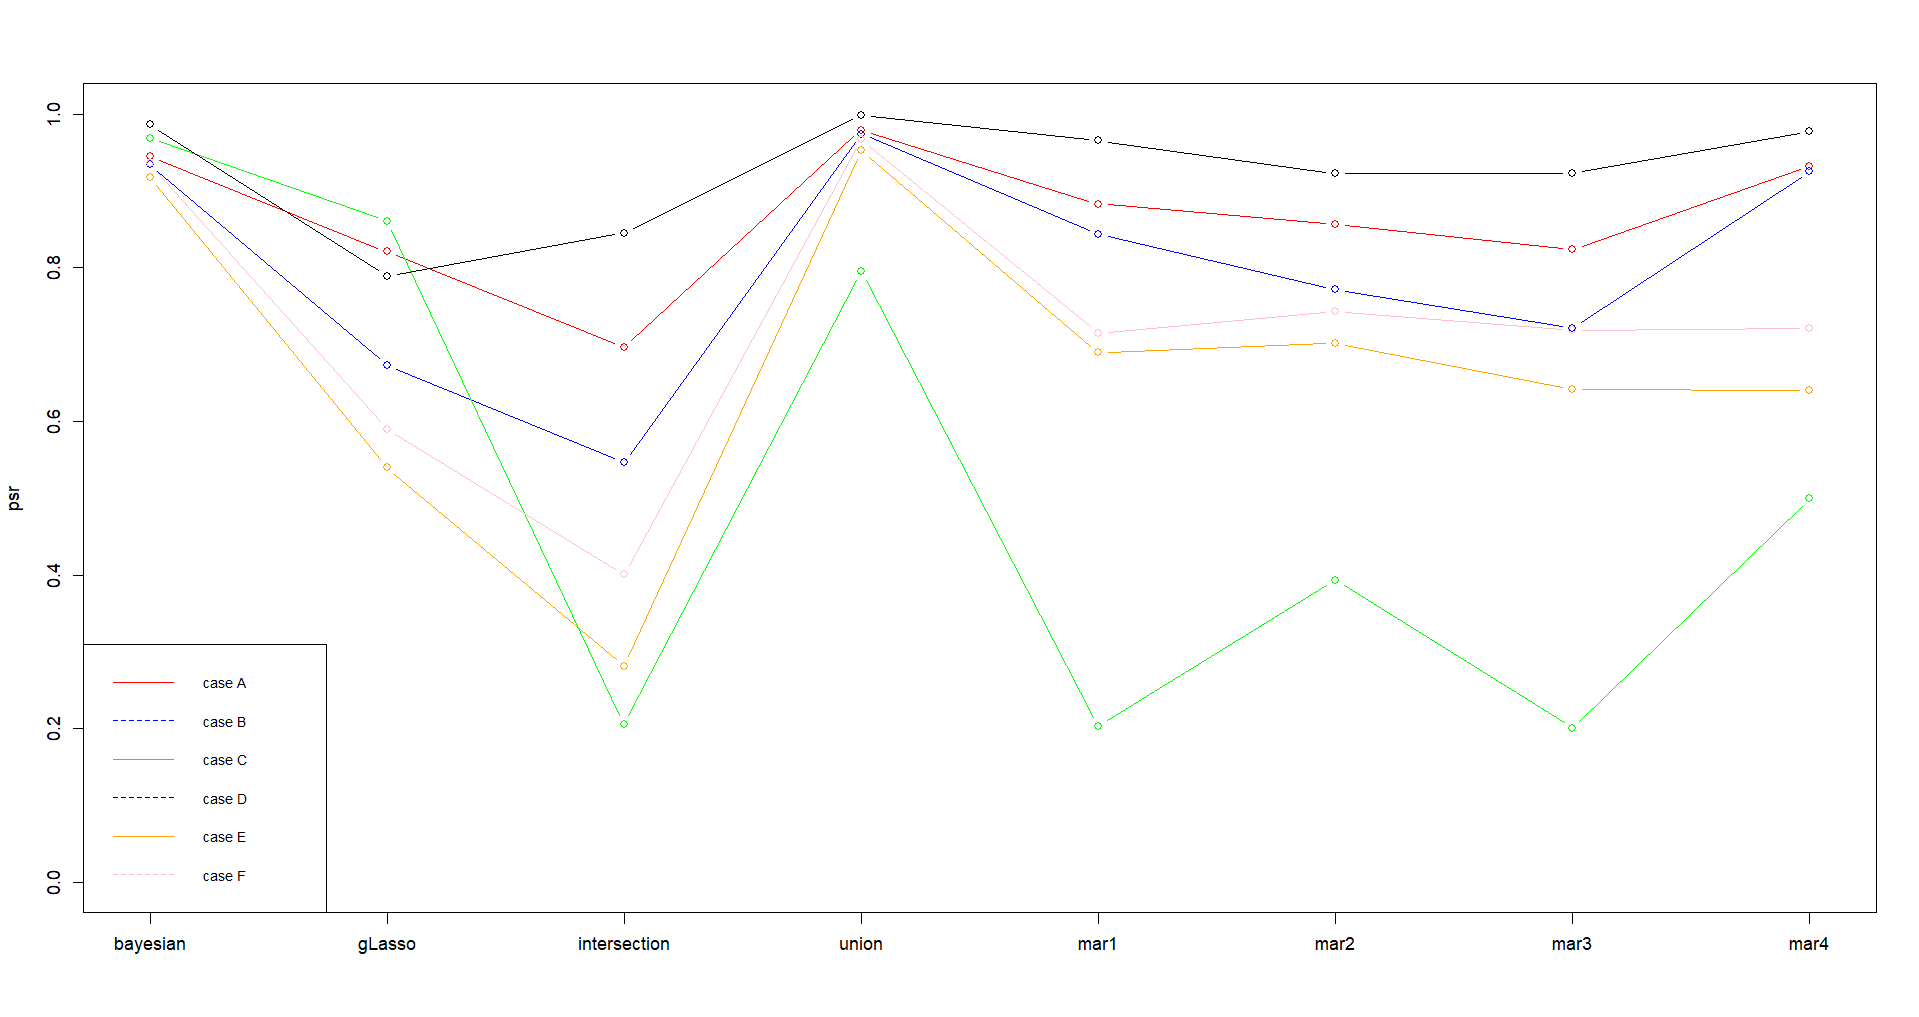 1.0
0.8
0.6
0.4
0.2
0.0
psr
case A
case B
case C
case D
case E
case F
bayesian gLasso intersection union mar1 mar2 mar3 mar4